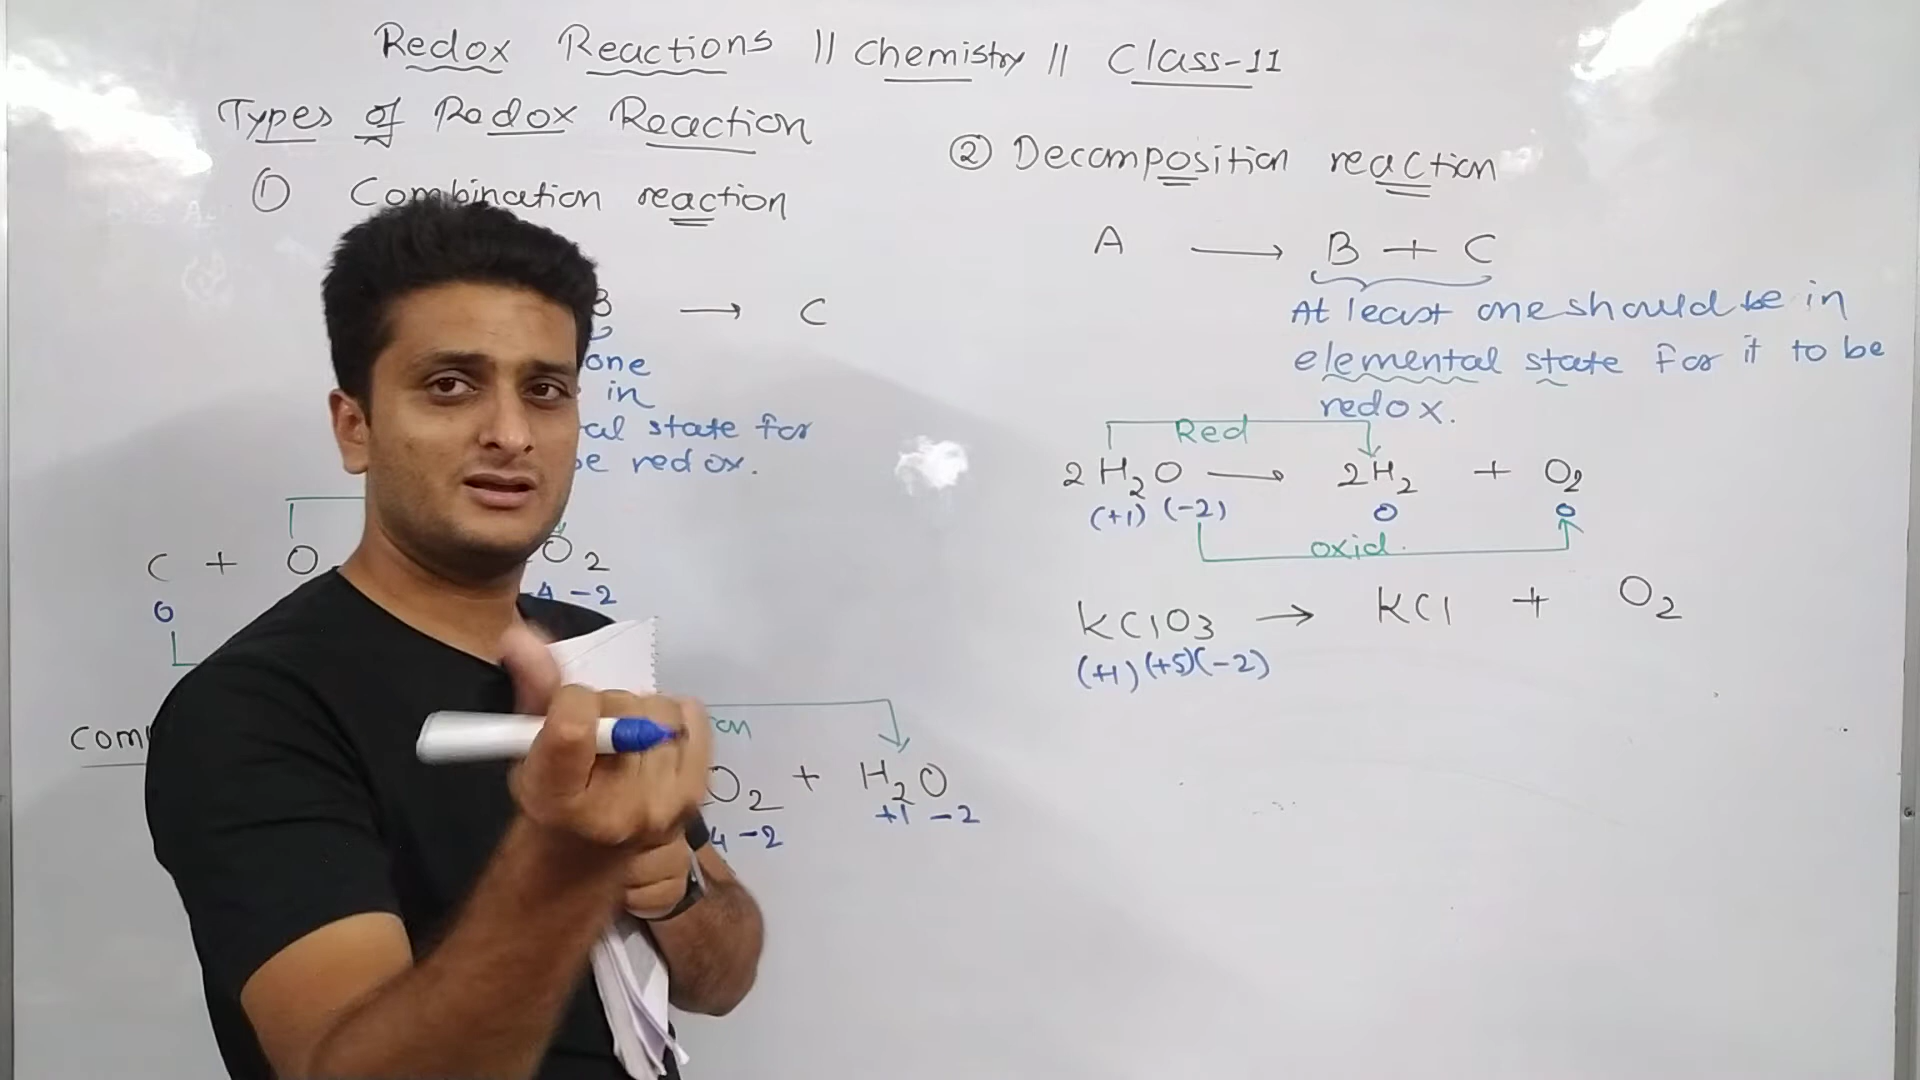 Redox Reactions || Chemistry || Class-11
Types of Redox Reaction
① Combination reaction
B → C
one
in
al state for
be redox.
C + O O2
0 -4 -2
Com
on
O2 + H2O
4 -2 +1 -2
② Decomposition reaction
A → B + C
At least one should be in
elemental state for it to be
redox.
Red
2H2O → 2H2 + O2
(+1) (-2) 0 0
oxid.
KClO3 → KCl + O2
(+1) (+5) (-2)